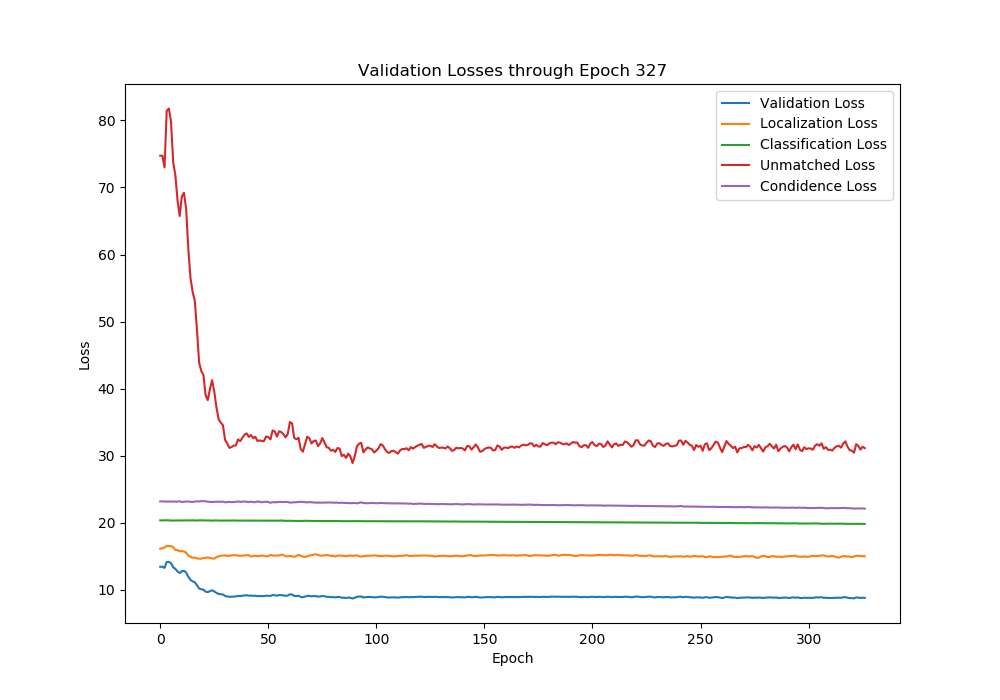 Validation Losses through Epoch 327
Validation Loss
Localization Loss
Classification Loss
Unmatched Loss
Condidence Loss
80
70
60
50
40
30
20
10
Loss
0
50
100
150
200
250
300
Epoch